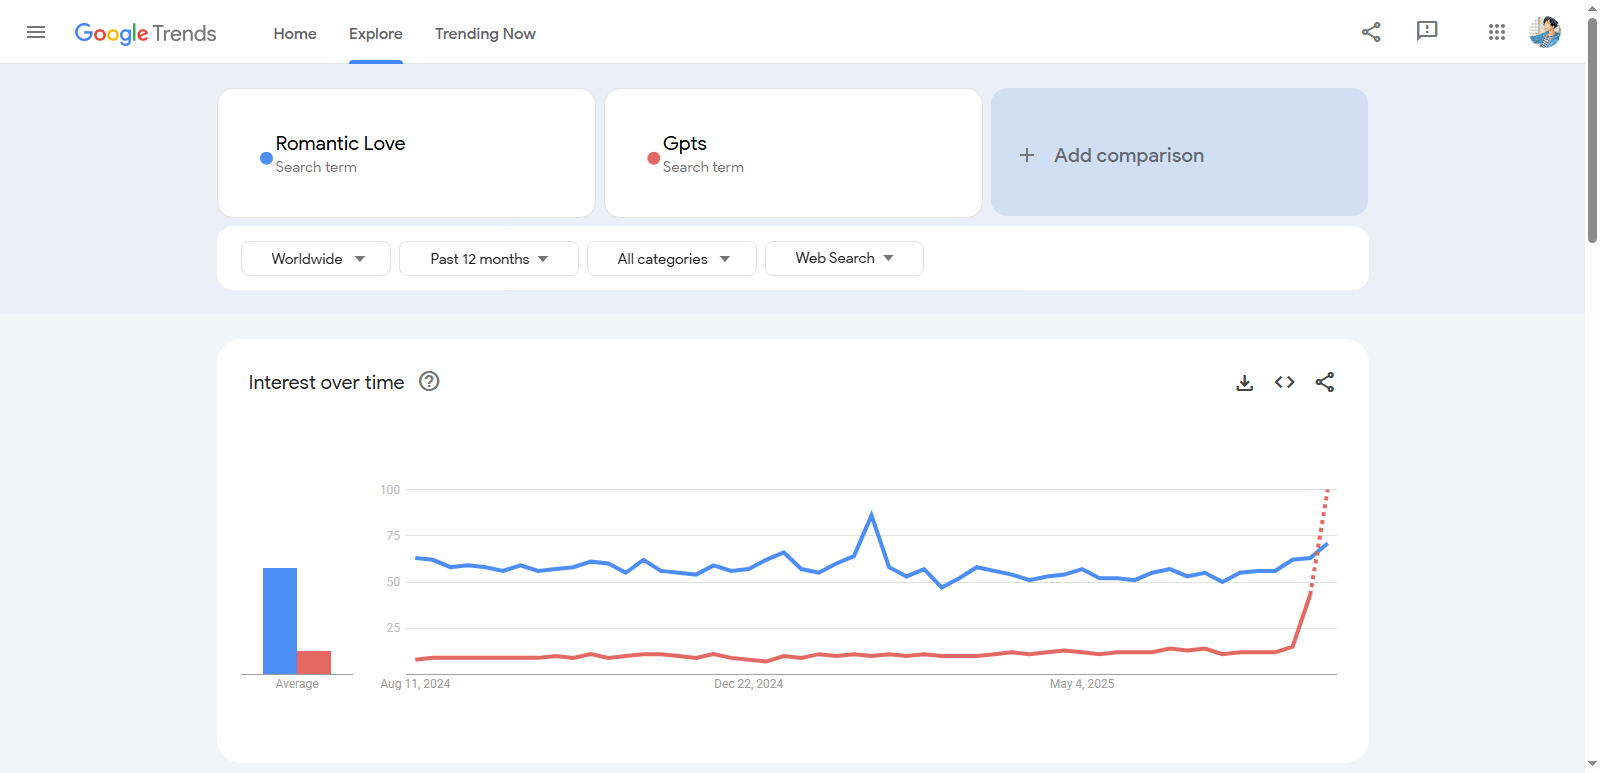 Google Trends Home Explore Trending Now
Romantic Love
Search term
Gpts
Search term
+ Add comparison
Worldwide Past 12 months All categories Web Search
Interest over time ?
100
75
50
25
Average
Aug 11, 2024 Dec 22, 2024 May 4, 2025